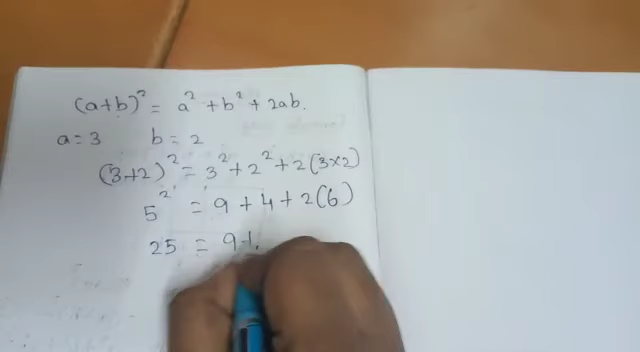 (a+b)² = a² + b² + 2ab.
a = 3 b = 2
(3+2)² = 3² + 2² + 2(3×2)
5² = 9 + 4 + 2(6)
25 = 9+